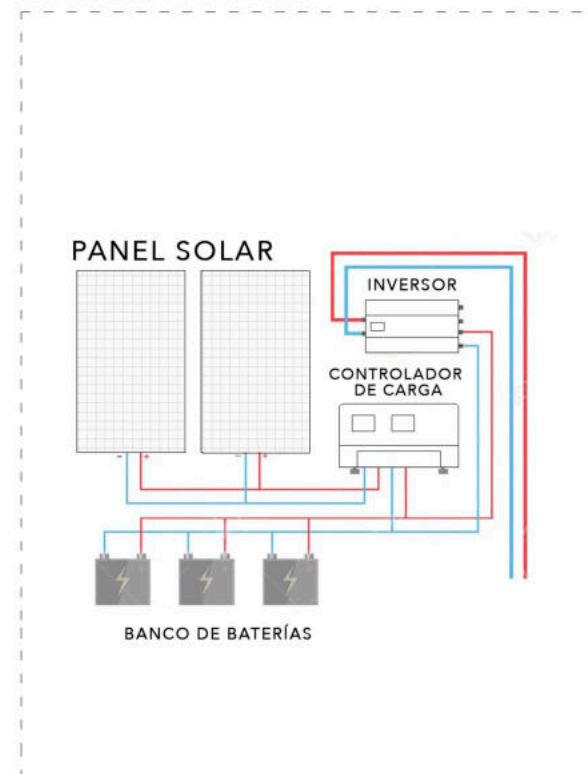 PANEL SOLAR
INVERSOR
CONTROLADOR
DE CARGA
- +
- +
BANCO DE BATERÍAS